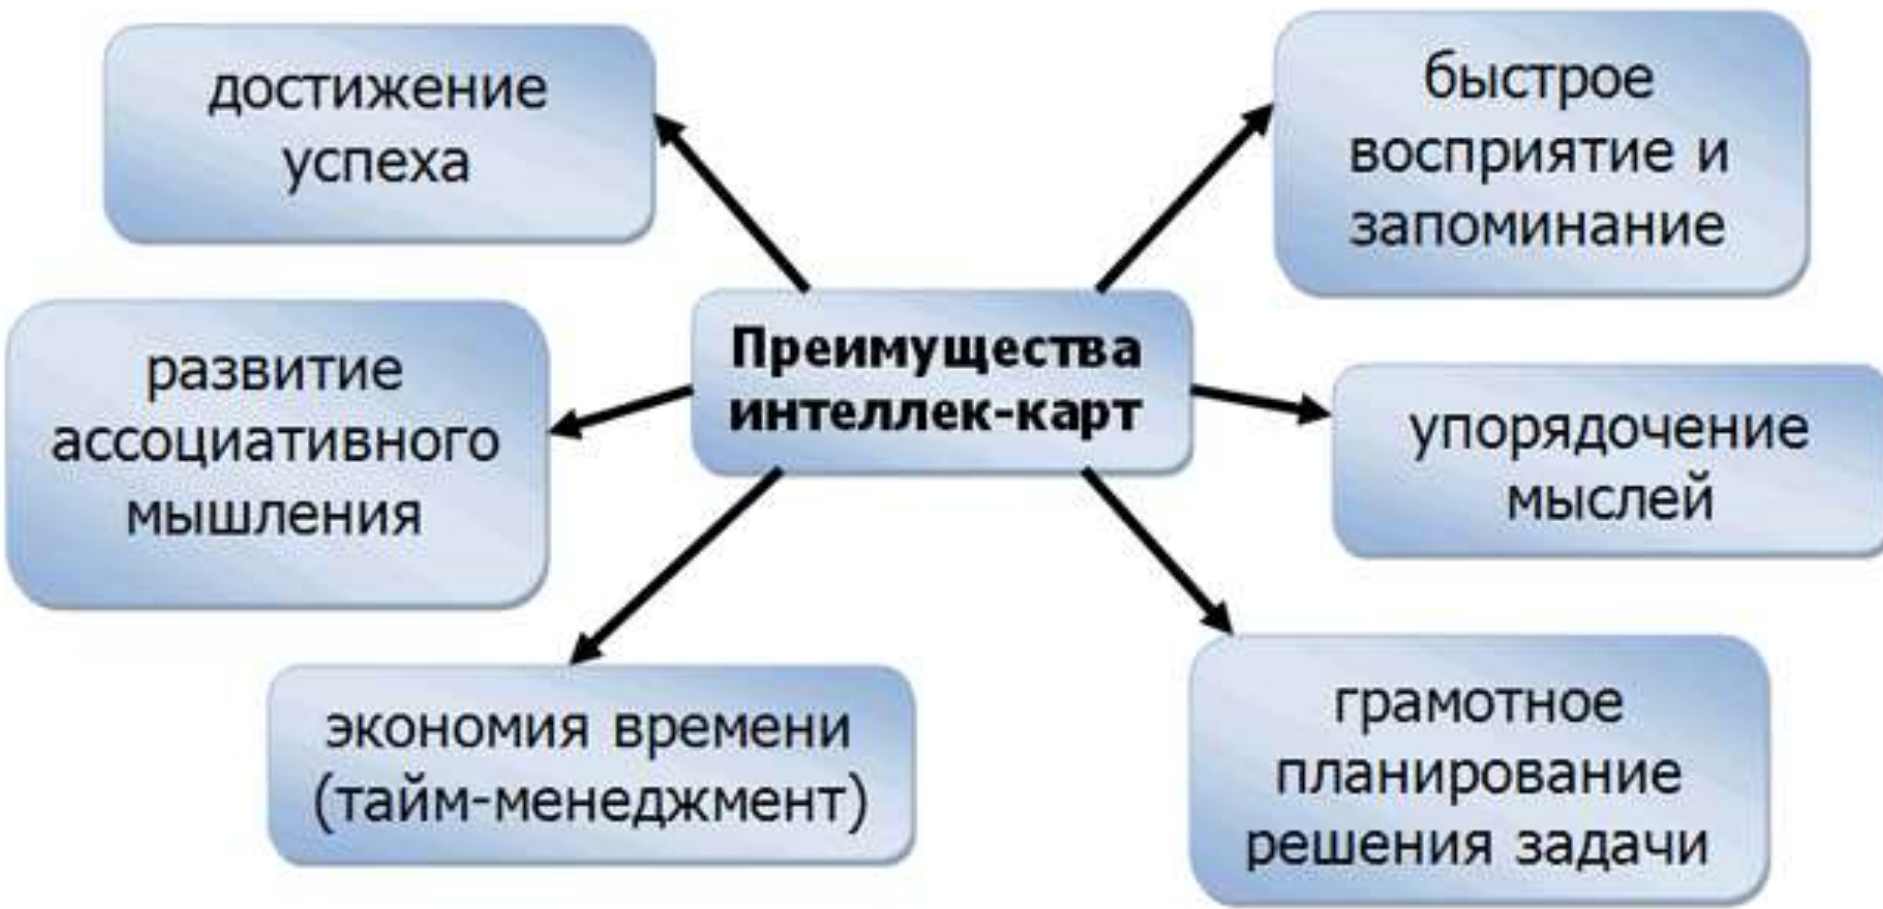 достижение
успеха
быстрое
восприятие и
запоминание
Преимущества
интеллек-карт
развитие
ассоциативного
мышления
упорядочение
мыслей
экономия времени
(тайм-менеджмент)
грамотное
планирование
решения задачи